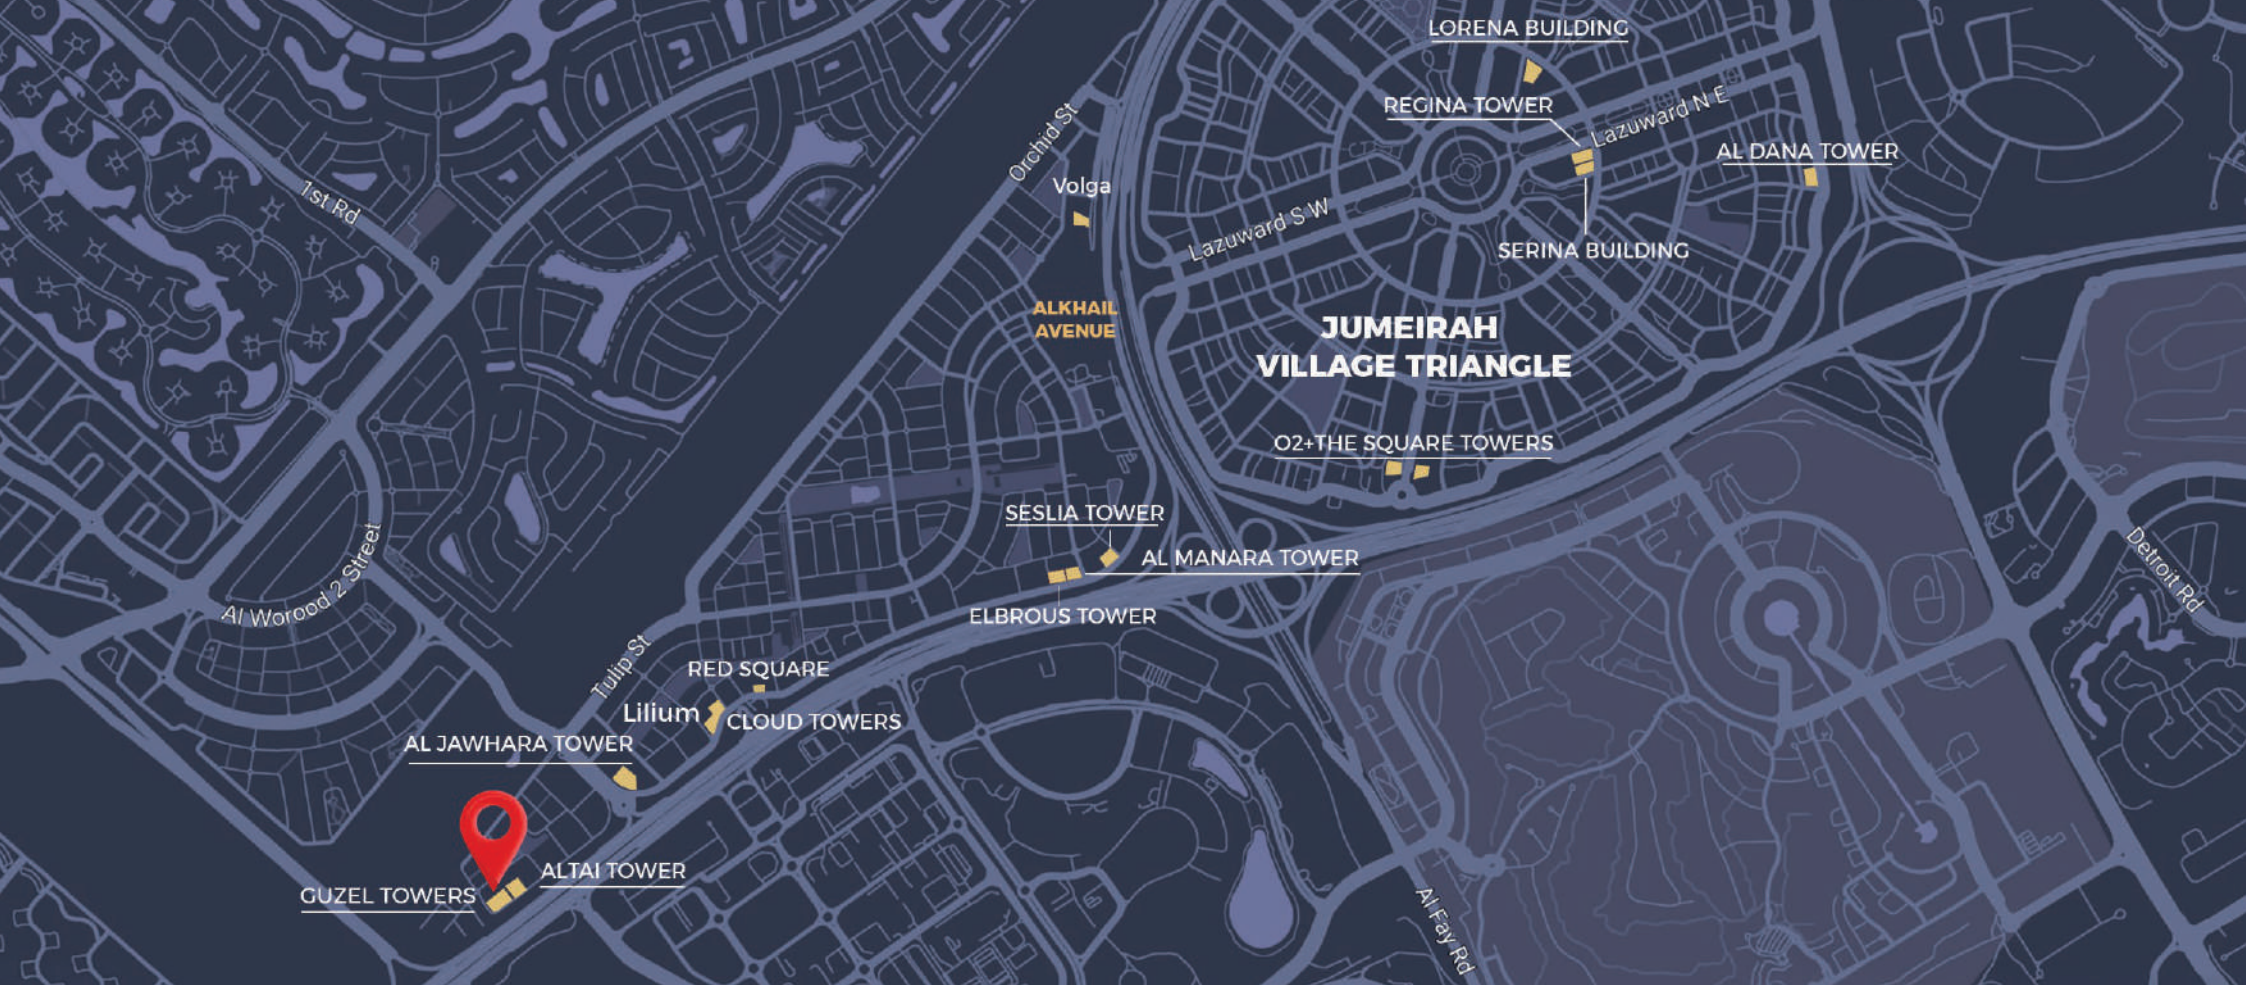 LORENA BUILDING
REGINA TOWER
Lazuward N E
AL DANA TOWER
Orchid St
Volga
1st Rd
Lazuward S W
SERINA BUILDING
ALKHAIL
AVENUE
JUMEIRAH
VILLAGE TRIANGLE
O2+THE SQUARE TOWERS
SESLIA TOWER
AL MANARA TOWER
Al Worood 2 Street
Detroit Rd
ELBROUS TOWER
Tulip St
RED SQUARE
Lilium
CLOUD TOWERS
AL JAWHARA TOWER
ALTAI TOWER
GUZEL TOWERS
Al Fay Rd